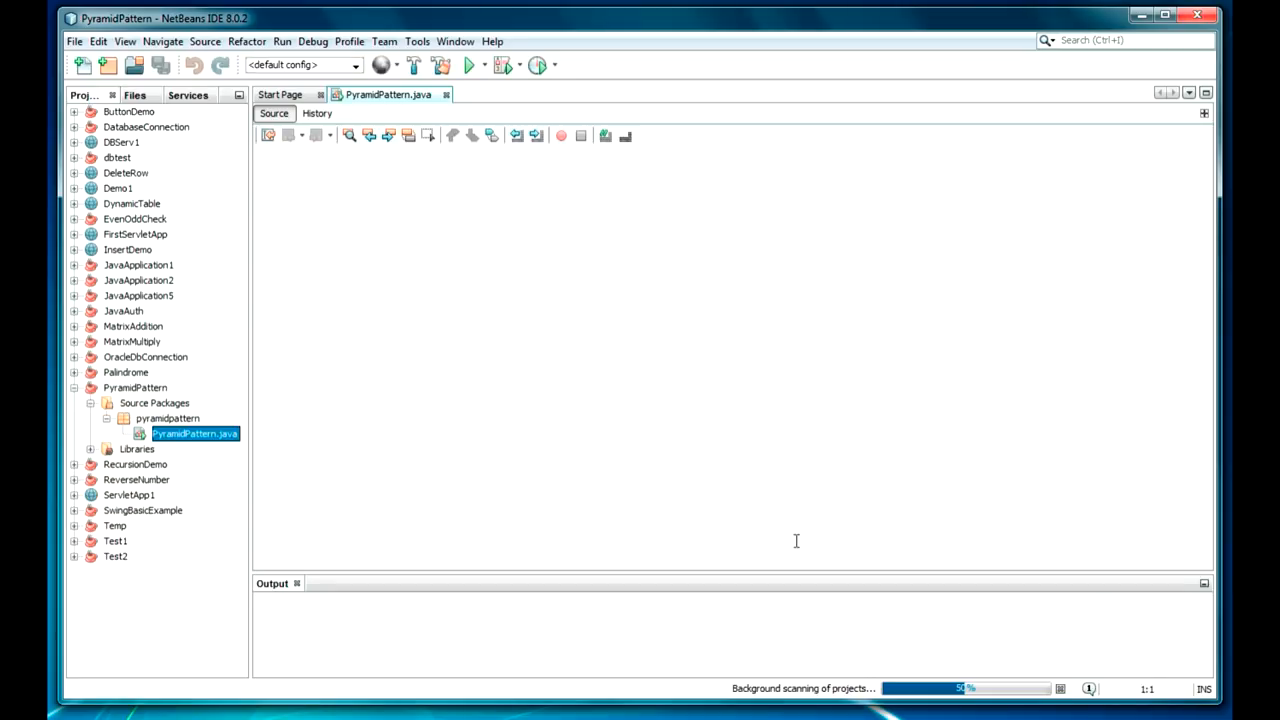 PyramidPattern - NetBeans IDE 8.0.2
File Edit View Navigate Source Refactor Run Debug Profile Team Tools Window Help
Search (Ctrl+I)
<default config>
Proj... Files Services
Start Page PyramidPattern.java
Source History
ButtonDemo
DatabaseConnection
DBServ1
dbtest
DeleteRow
Demo1
DynamicTable
EvenOddCheck
FirstServletApp
InsertDemo
JavaApplication1
JavaApplication2
JavaApplication5
JavaAuth
MatrixAddition
MatrixMultiply
OracleDbConnection
Palindrome
PyramidPattern
Source Packages
pyramidpattern
PyramidPattern.java
Libraries
RecursionDemo
ReverseNumber
ServletApp1
SwingBasicExample
Temp
Test1
Test2
Output
Background scanning of projects... 50% 1 1:1 INS